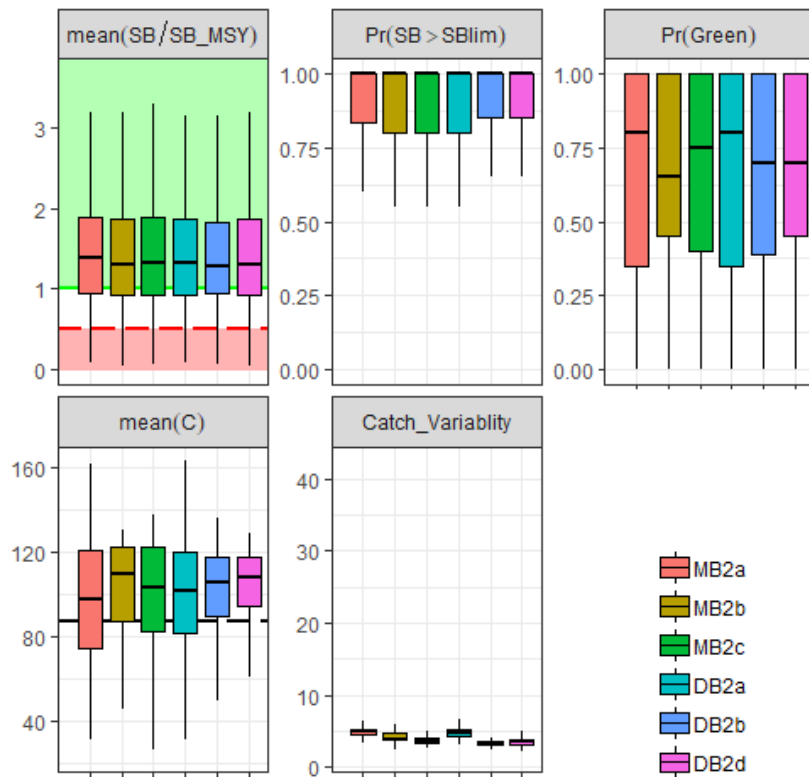 mean(SB/SB_MSY)
Pr(SB>SBlim)
Pr(Green)
3
2
1
0
1.00
0.75
0.50
0.25
0.00
1.00
0.75
0.50
0.25
0.00
mean(C)
Catch_Variablity
160
120
80
40
40
30
20
10
5
0
MB2a
MB2b
MB2c
DB2a
DB2b
DB2d